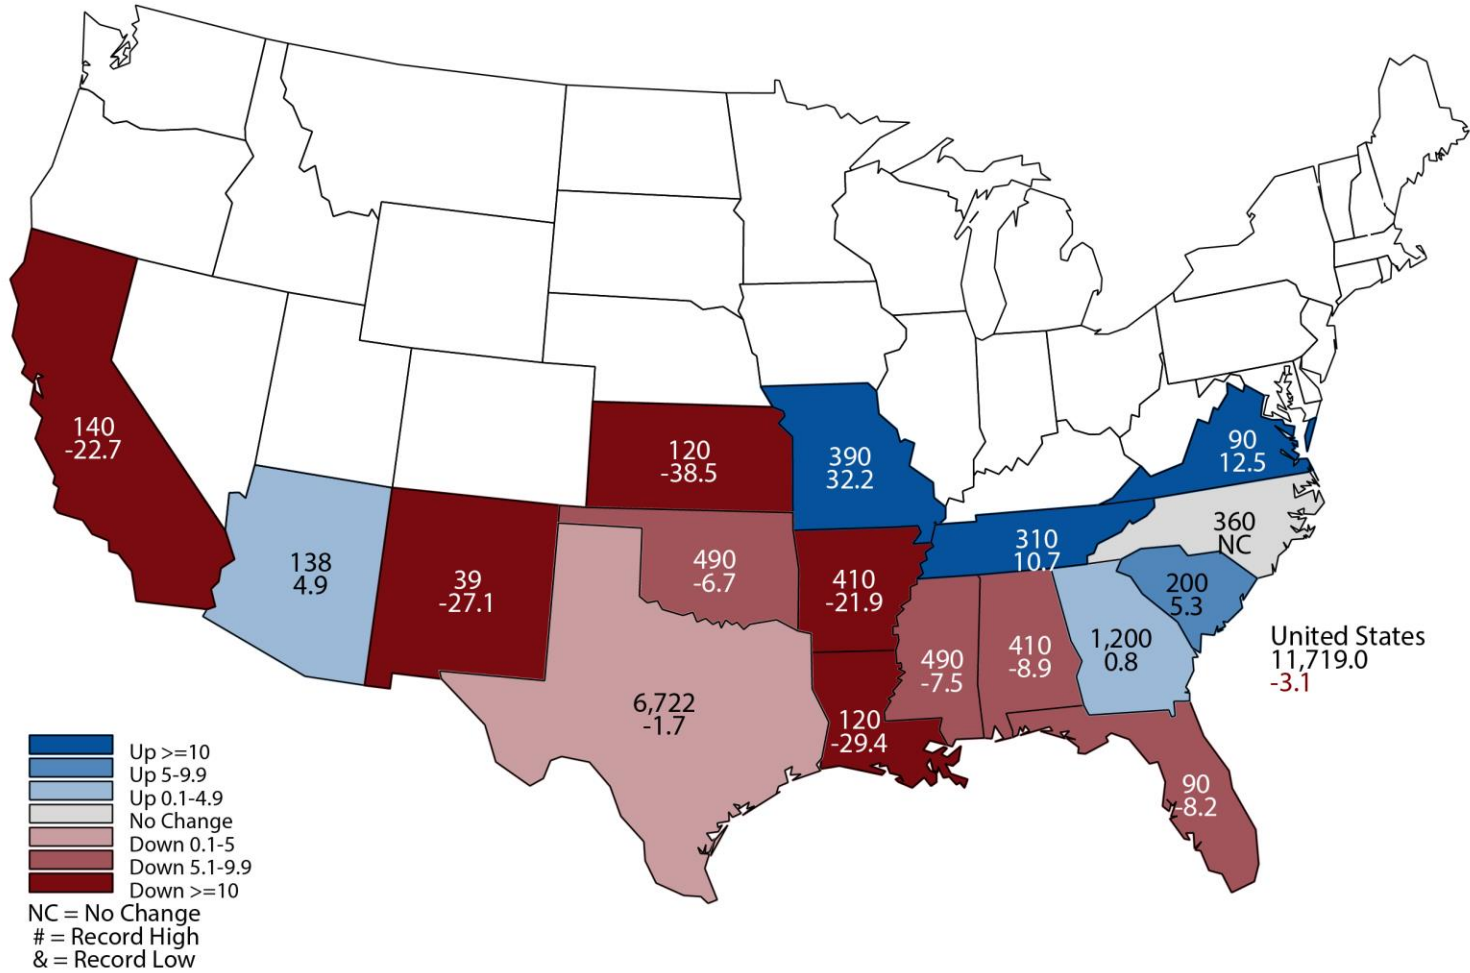 140
-22.7
138
4.9
39
-27.1
120
-38.5
490
-6.7
6,722
-1.7
390
32.2
410
-21.9
120
-29.4
490
-7.5
410
-8.9
310
10.7
90
12.5
360
NC
200
5.3
1,200
0.8
90
-8.2
United States
11,719.0
-3.1
Up >=10
Up 5-9.9
Up 0.1-4.9
No Change
Down 0.1-5
Down 5.1-9.9
Down >=10
NC = No Change
# = Record High
& = Record Low